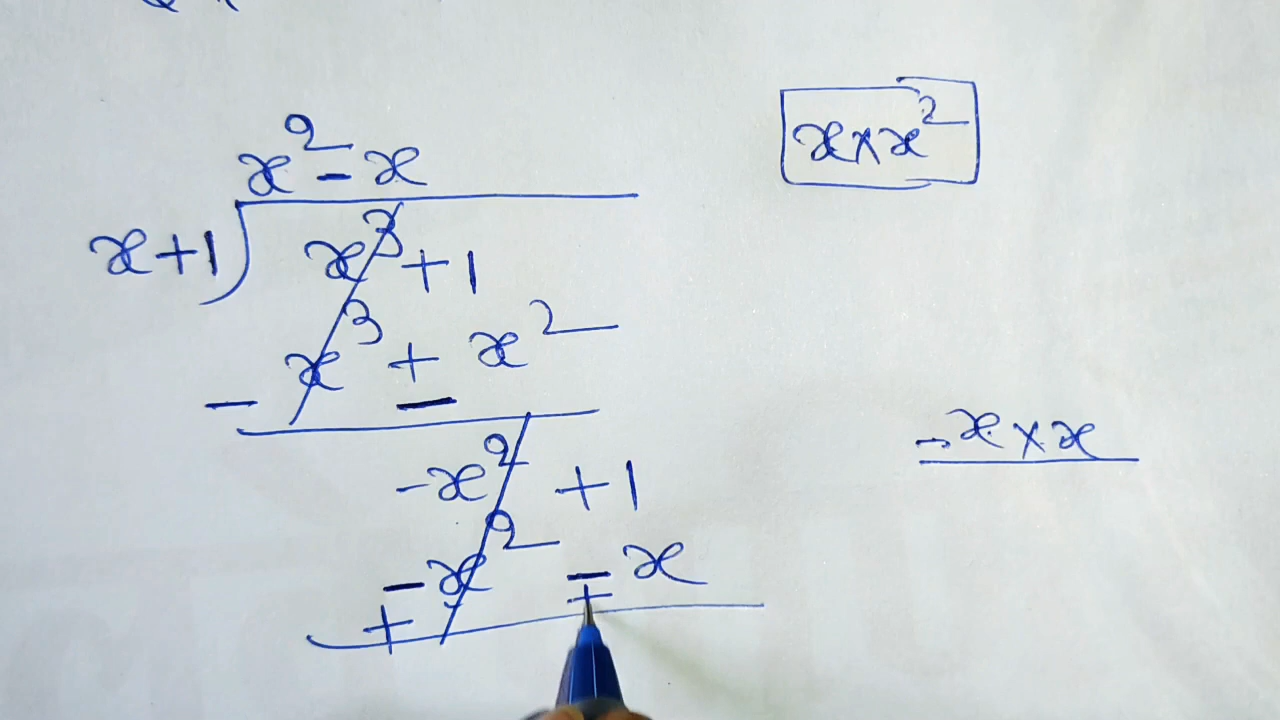 x² - x
x+1) x³ + 1
x³ + x²
- -
-x² + 1
-x² - x
+ +
x × x²
-x × x